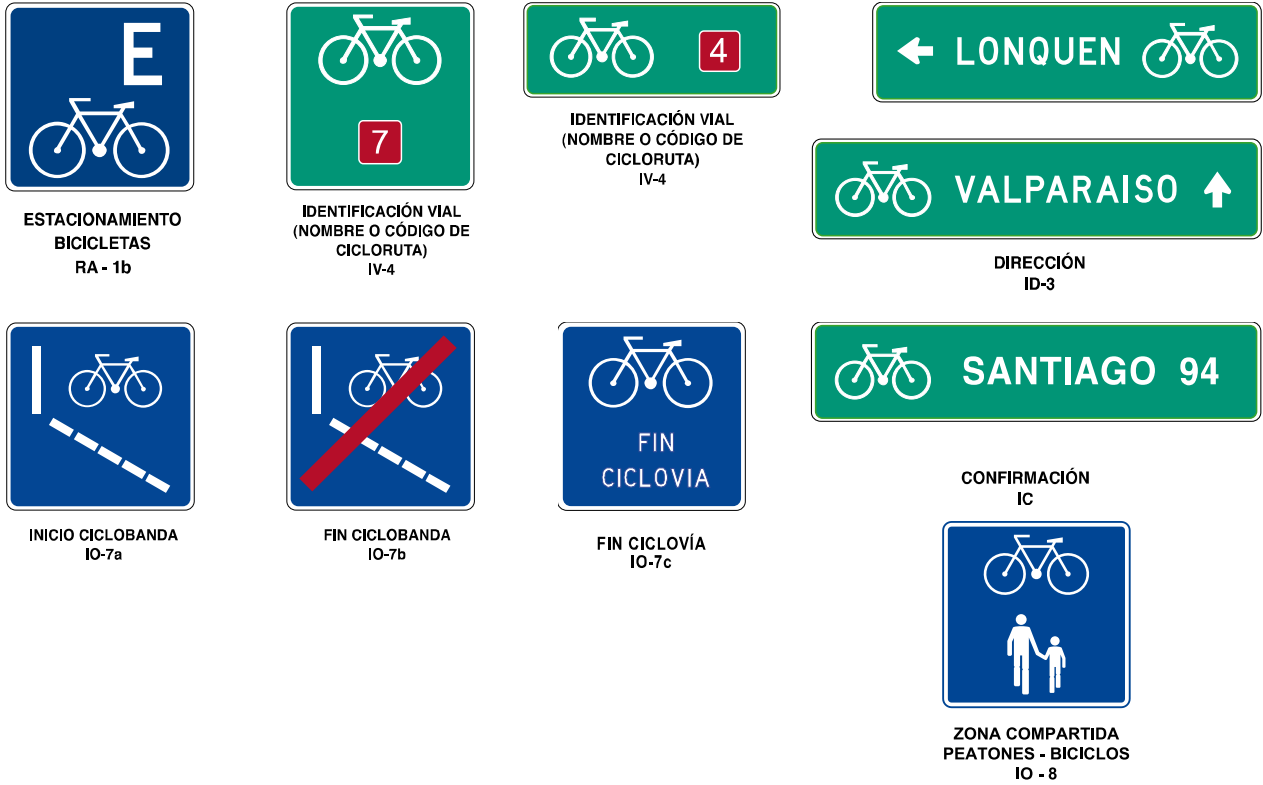 E
ESTACIONAMIENTO
BICICLETAS
RA - 1b
7
IDENTIFICACIÓN VIAL
(NOMBRE O CÓDIGO DE
CICLORUTA)
IV-4
4
IDENTIFICACIÓN VIAL
(NOMBRE O CÓDIGO DE
CICLORUTA)
IV-4
LONQUEN
VALPARAISO
DIRECCIÓN
ID-3
INICIO CICLOBANDA
IO-7a
FIN CICLOBANDA
IO-7b
FIN
CICLOVIA
FIN CICLOVÍA
IO-7c
SANTIAGO 94
CONFIRMACIÓN
IC
ZONA COMPARTIDA
PEATONES - BICICLOS
IO - 8